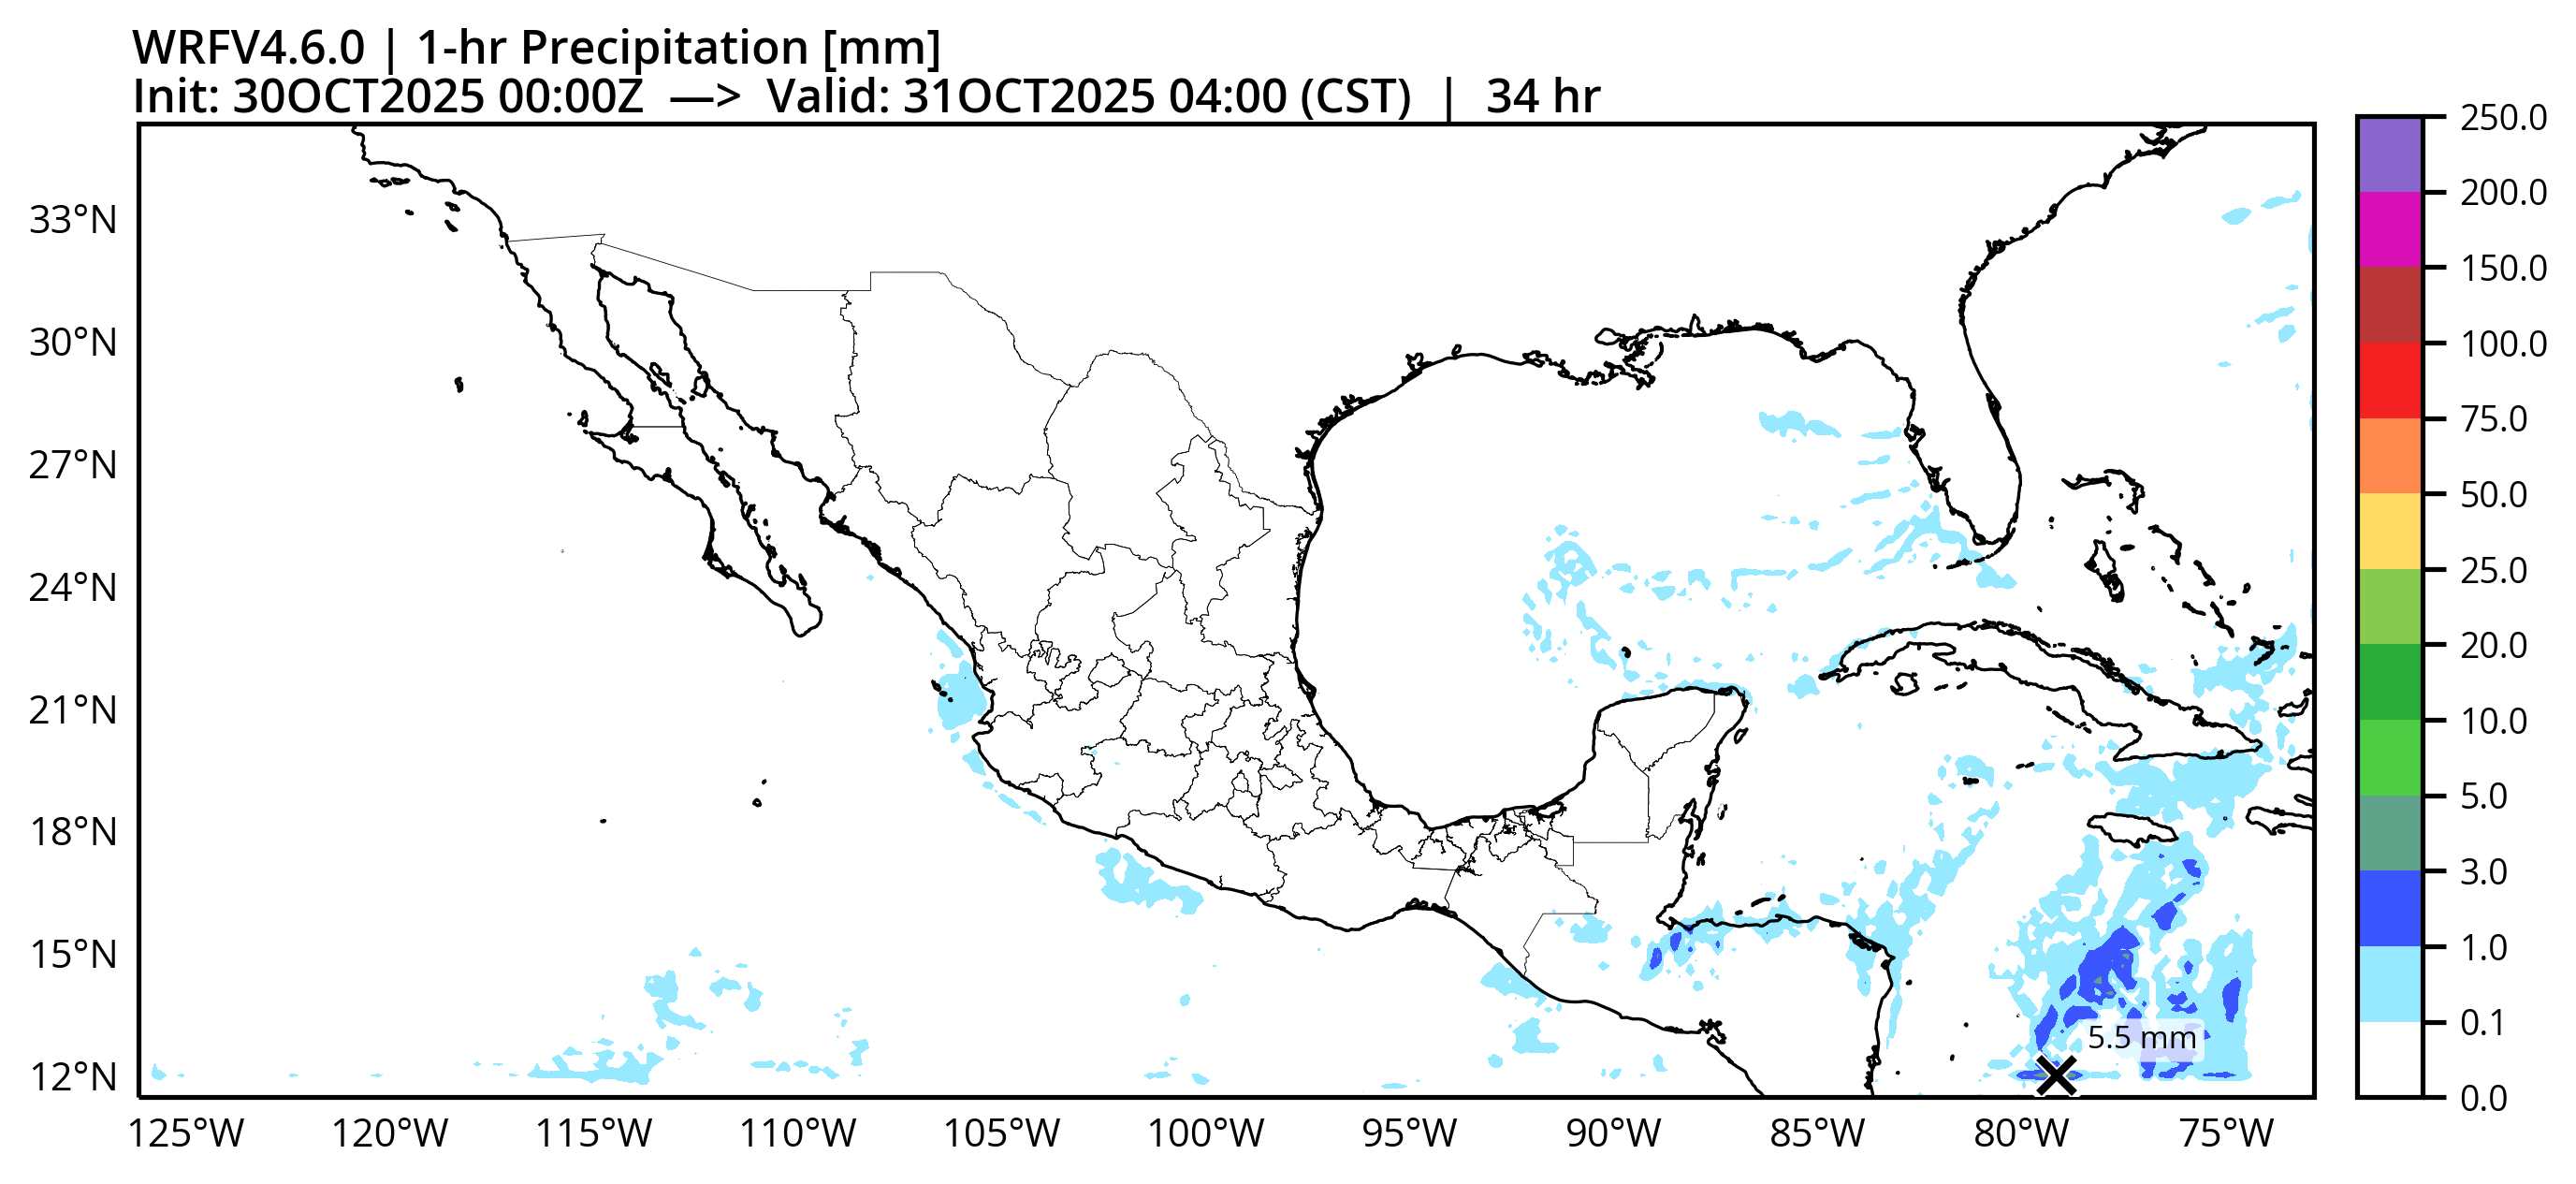 WRFV4.6.0 | 1-hr Precipitation [mm]
Init: 30OCT2025 00:00Z —> Valid: 31OCT2025 04:00 (CST) | 34 hr
250.0
200.0
150.0
100.0
75.0
50.0
25.0
20.0
10.0
5.0
3.0
1.0
0.1
0.0
33°N
30°N
27°N
24°N
21°N
18°N
15°N
12°N
5.5 mm
125°W 120°W 115°W 110°W 105°W 100°W 95°W 90°W 85°W 80°W 75°W